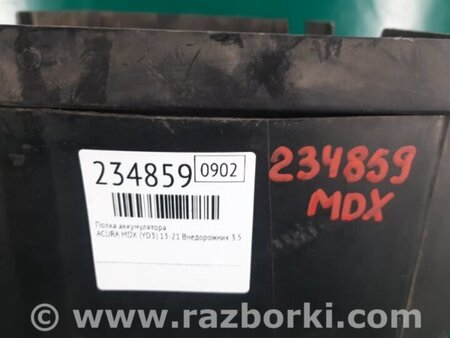 234859 0902
Полка аккумулятора
ACURA MDX (YD3) 13-21 Внедорожник 3.5
234859
MDX
© www.razborki.com/